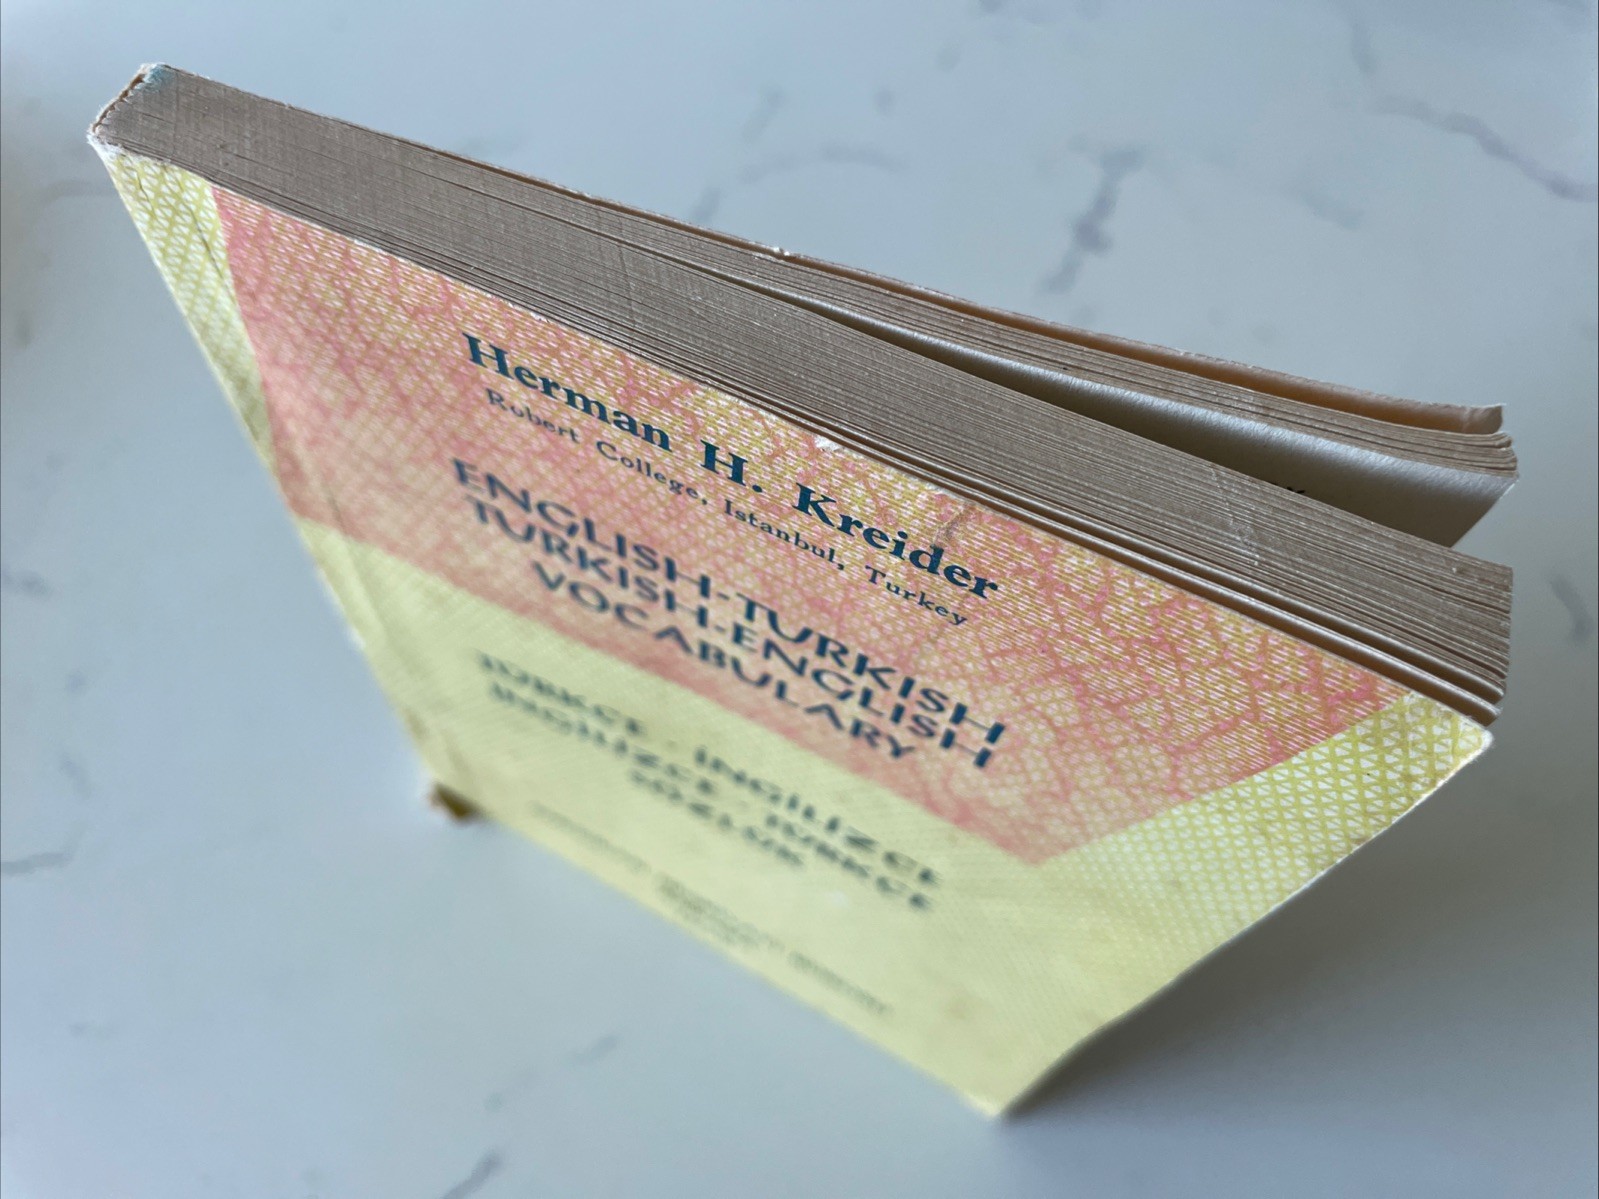 Herman H. Kreider
Robert College, Istanbul, Turkey
ENGLISH-TURKISH
TURKISH-ENGLISH
VOCABULARY
TÜRKÇE - İNGİLİZCE
İNGİLİZCE - TÜRKÇE
SÖZLÜK